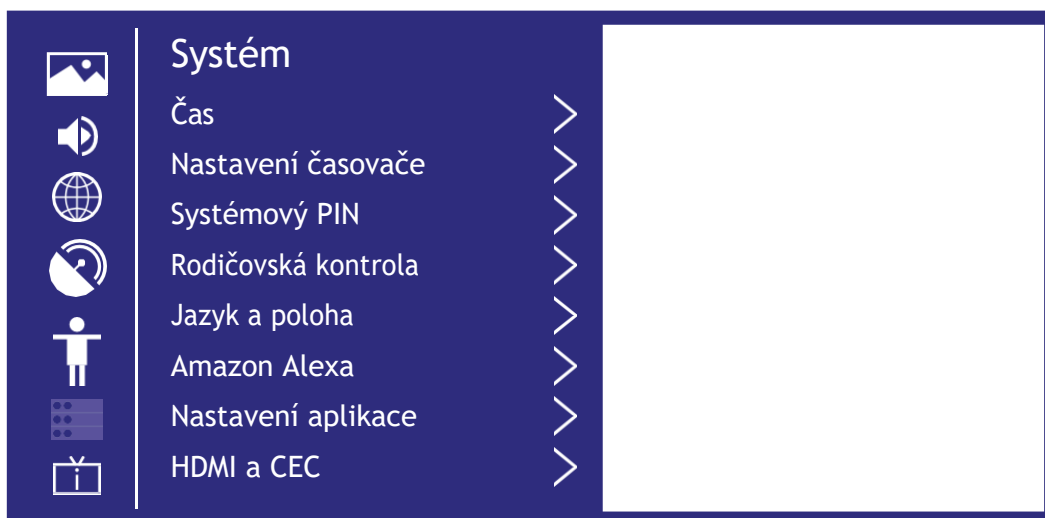 Systém
Čas
Nastavení časovače
Systémový PIN
Rodičovská kontrola
Jazyk a poloha
Amazon Alexa
Nastavení aplikace
HDMI a CEC
i